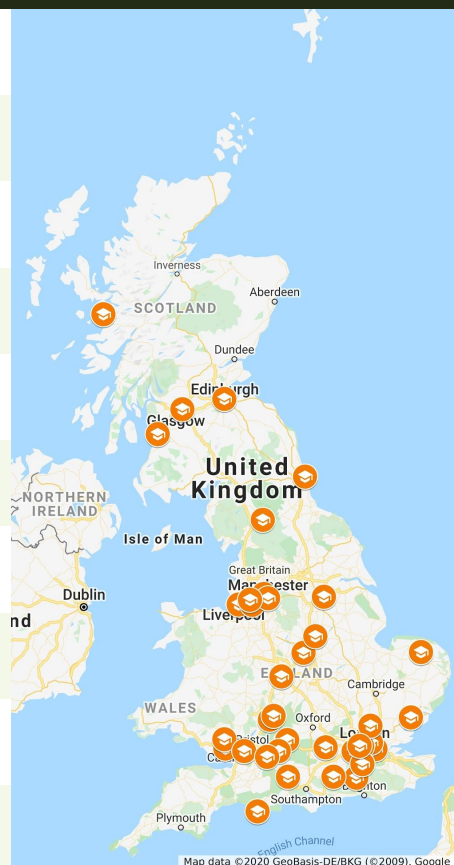 Inverness
SCOTLAND
Aberdeen
Dundee
Edinburgh
Glasgow
United
Kingdom
NORTHERN
IRELAND
Isle of Man
Great Britain
Manchester
Dublin
Liverpool
nd
ENGLAND
Cambridge
WALES
Oxford
London
Bristol
Southampton
Plymouth
English Channel
Map data ©2020 GeoBasis-DE/BKG (©2009), Google